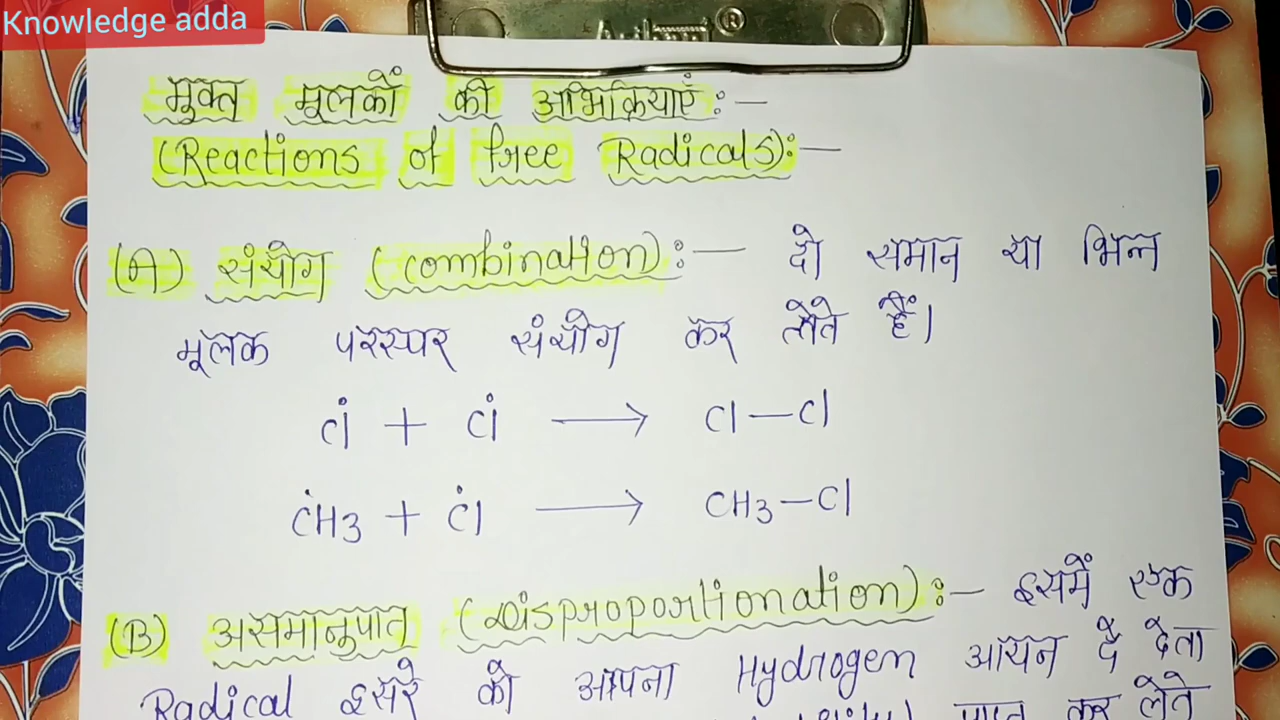 Knowledge adda
मुक्त मूलकों की अभिक्रियाएं :—
(Reactions of free Radicals):—
(A) संयोग (combination):— दो समान या भिन्न
मूलक परस्पर संयोग कर लेते हैं।
Ċl + Ċl → Cl—Cl
ĊH3 + Ċl → CH3—Cl
(B) असमानुपात (Disproportionation):— इसमें एक
Radical दूसरे को अपना Hydrogen आयन दे देता
कर लेते